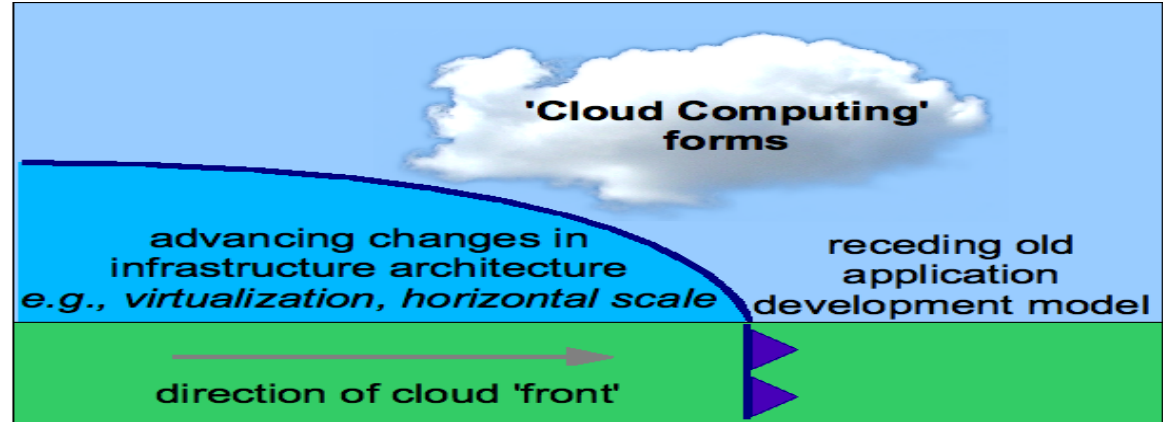 'Cloud Computing'
forms
advancing changes in
infrastructure architecture
e.g., virtualization, horizontal scale
receding old
application
development model
direction of cloud 'front'